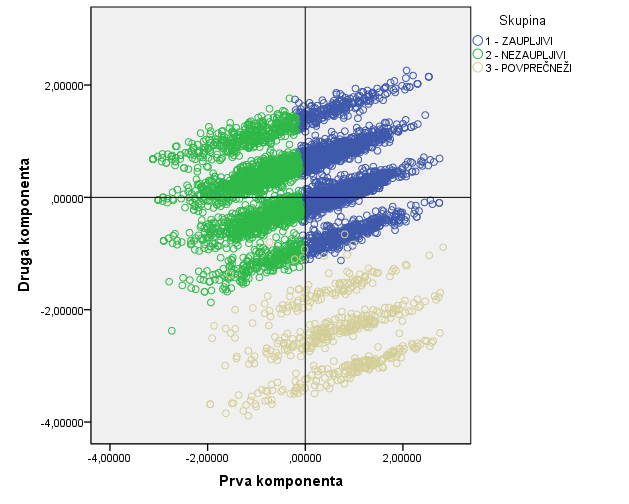 Skupina
1 - ZAUPLJIVI
2 - NEZAUPLJIVI
3 - POVPREČNEŽI
2,00000
,00000
-2,00000
-4,00000
Druga komponenta
-4,00000 -2,00000 ,00000 2,00000
Prva komponenta